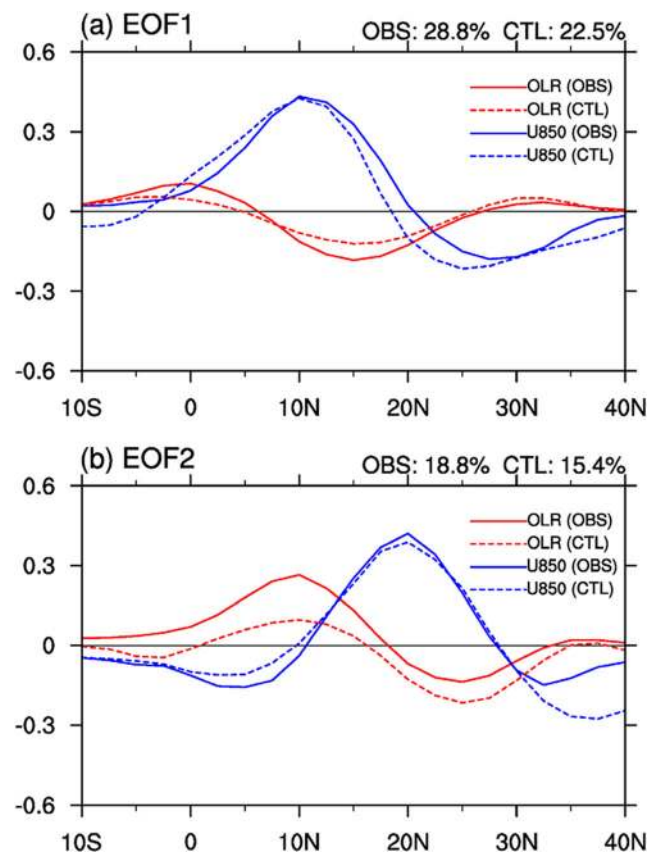 (a) EOF1 OBS: 28.8% CTL: 22.5%
0.6
OLR (OBS)
OLR (CTL)
0.3
U850 (OBS)
U850 (CTL)
0
-0.3
-0.6
10S 0 10N 20N 30N 40N
(b) EOF2 OBS: 18.8% CTL: 15.4%
0.6
OLR (OBS)
OLR (CTL)
0.3
U850 (OBS)
U850 (CTL)
0
-0.3
-0.6
10S 0 10N 20N 30N 40N